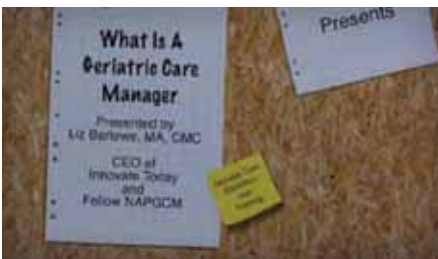 Presents
What Is A
Geriatric Care
Manager
Presented by
Liz Barlowe, MA, CMC
CEO of
Innovate Today
and
Fellow NAPGCM